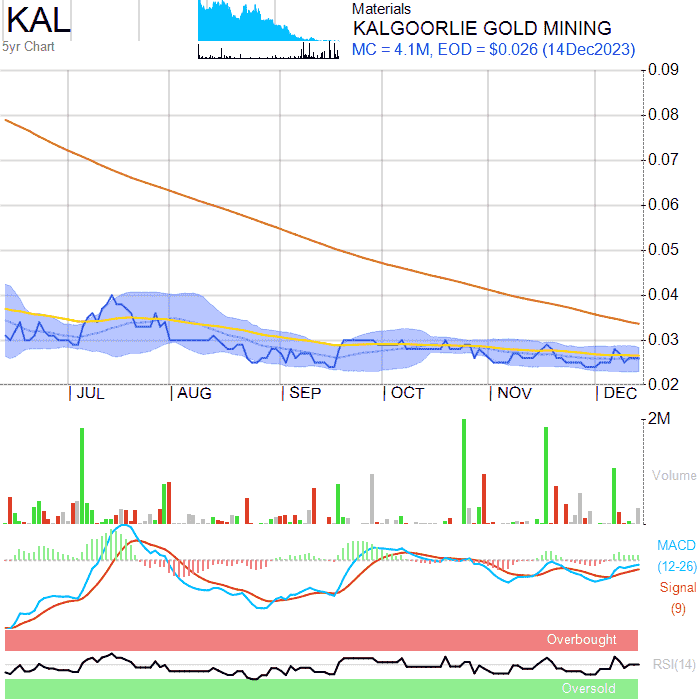 KAL
5yr Chart
Materials
KALGOORLIE GOLD MINING
MC = 4.1M, EOD = $0.026 (14Dec2023)
0.09
0.08
0.07
0.06
0.05
0.04
0.03
0.02
JUL AUG SEP OCT NOV DEC
2M
Volume
MACD
(12-26)
Signal
(9)
Overbought
RSI(14)
Oversold